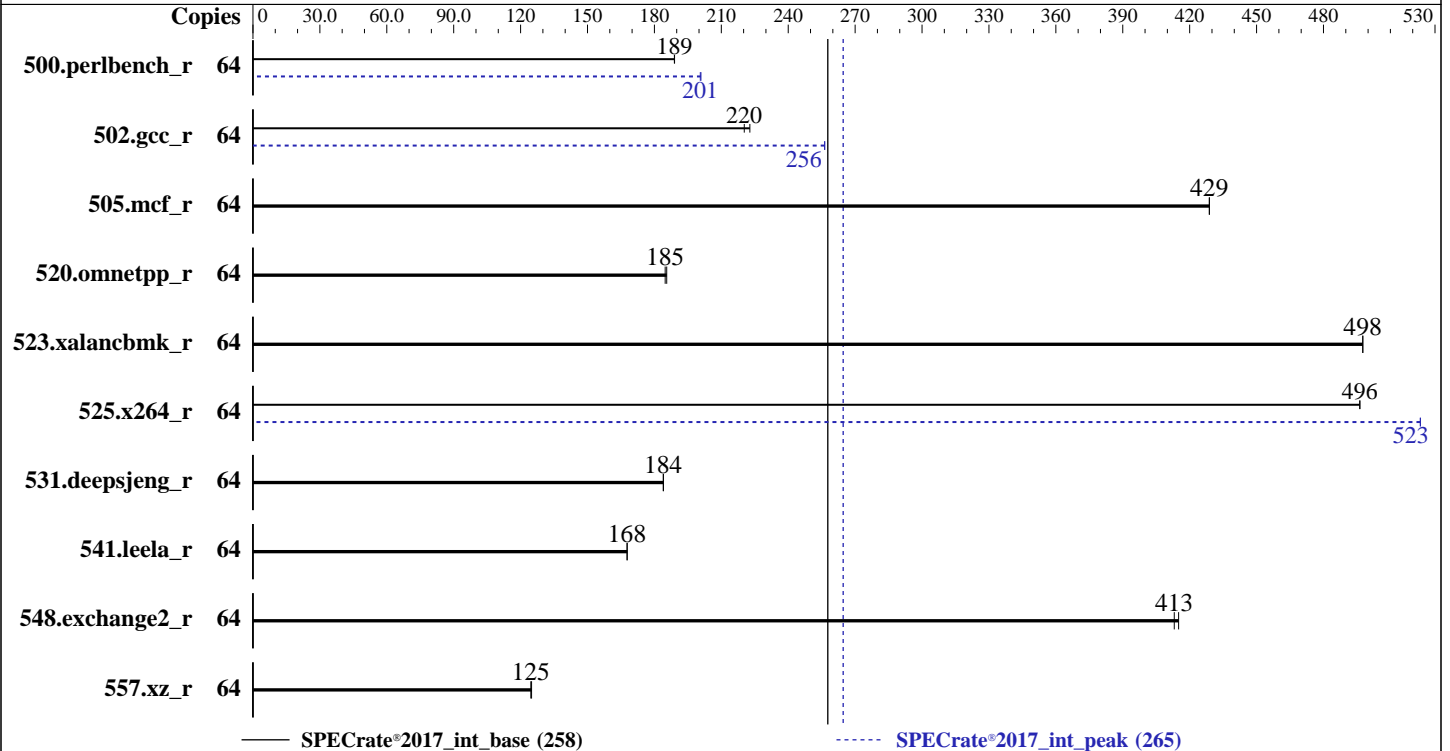 Copies 0 30.0 60.0 90.0 120 150 180 210 240 270 300 330 360 390 420 450 480 530
500.perlbench_r 64 189
201
502.gcc_r 64 220
256
505.mcf_r 64 429
520.omnetpp_r 64 185
523.xalancbmk_r 64 498
525.x264_r 64 496
523
531.deepsjeng_r 64 184
541.leela_r 64 168
548.exchange2_r 64 413
557.xz_r 64 125
SPECrate®2017_int_base (258) SPECrate®2017_int_peak (265)